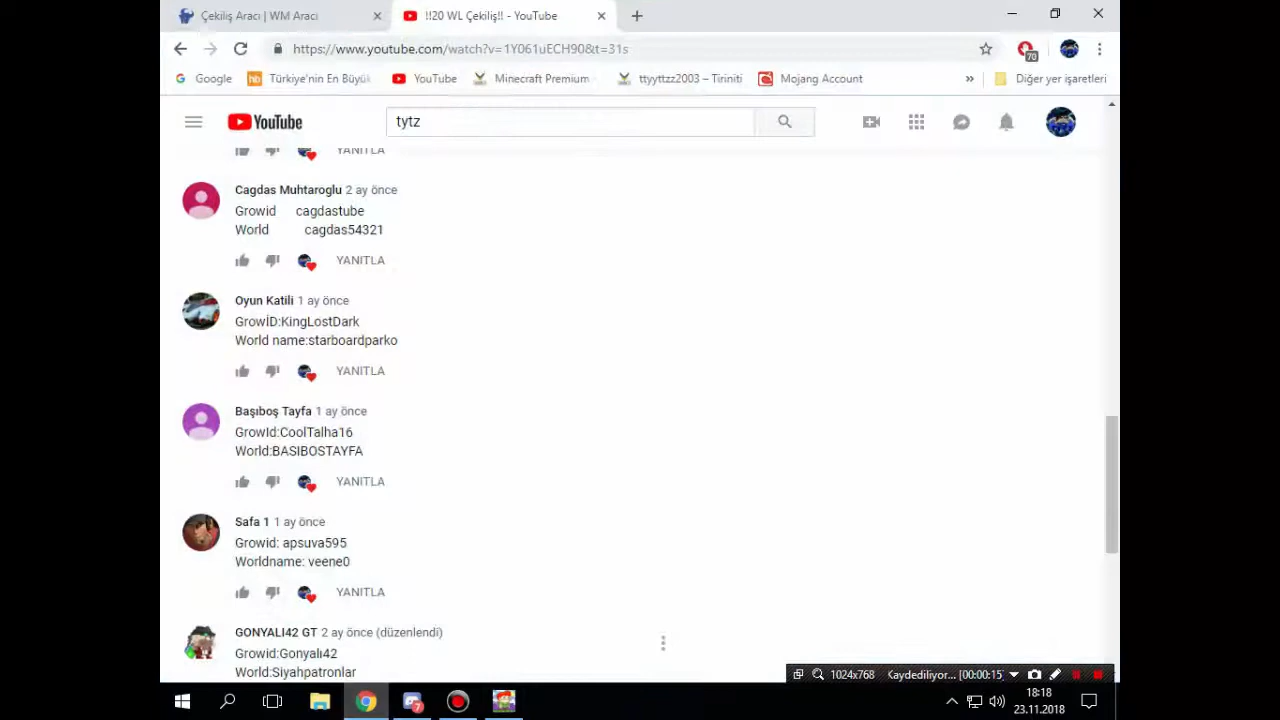 Çekiliş Aracı | WM Aracı
!!20 WL Çekiliş!! - YouTube
https://www.youtube.com/watch?v=1Y061uECH90&t=31s
70
Google
Türkiye'nin En Büyük
YouTube
Minecraft Premium
ttyyttzz2003 – Tiriniti
Mojang Account
»
Diğer yer işaretleri
YouTube
tytz
YANITLA
Cagdas Muhtaroglu 2 ay önce
Growid cagdastube
World cagdas54321
YANITLA
Oyun Katili 1 ay önce
GrowİD:KingLostDark
World name:starboardparko
YANITLA
Başıboş Tayfa 1 ay önce
GrowId:CoolTalha16
World:BASIBOSTAYFA
YANITLA
Safa 1 1 ay önce
Growid: apsuva595
Worldname: veene0
YANITLA
GONYALI42 GT 2 ay önce (düzenlendi)
Growid:Gonyalı42
World:Siyahpatronlar
1024x768 Kaydediliyor... [00:00:15]
7
18:18
23.11.2018